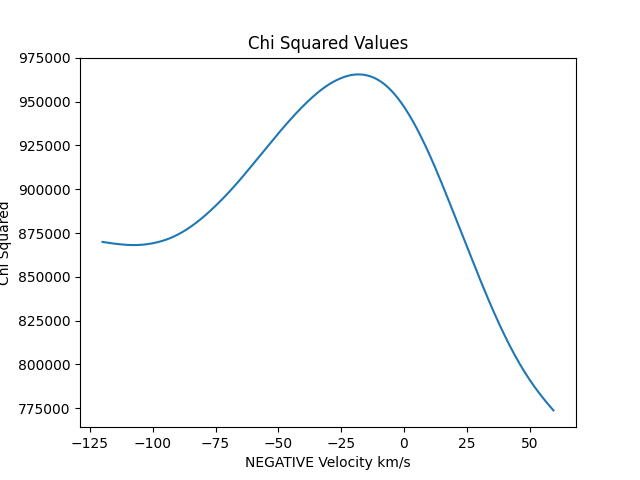 Chi Squared Values
975000
950000
925000
900000
875000
850000
825000
800000
775000
Chi Squared
−125 −100 −75 −50 −25 0 25 50
NEGATIVE Velocity km/s